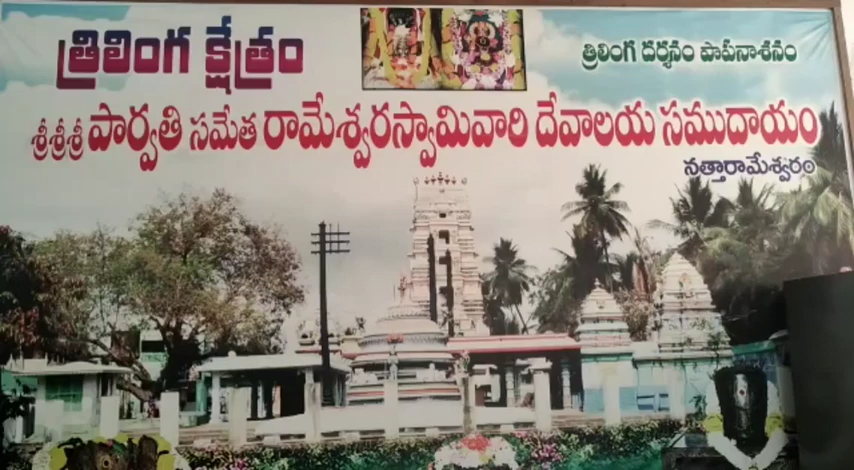 త్రిలింగ క్షేత్రం
త్రిలింగ దర్శనం పాపనాశనం
శ్రీశ్రీశ్రీ పార్వతి సమేత రామేశ్వరస్వామివారి దేవాలయ సముదాయం
నత్తారామేశ్వరం